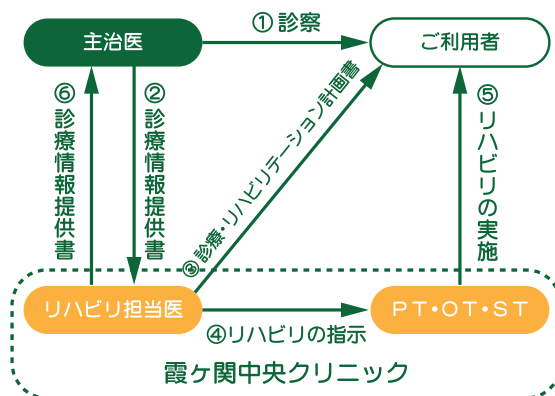 主治医
①診察
ご利用者
⑥診療情報提供書
②診療情報提供書
③診療・リハビリテーション計画書
⑤リハビリの実施
リハビリ担当医
PT・OT・ST
④リハビリの指示
霞ヶ関中央クリニック